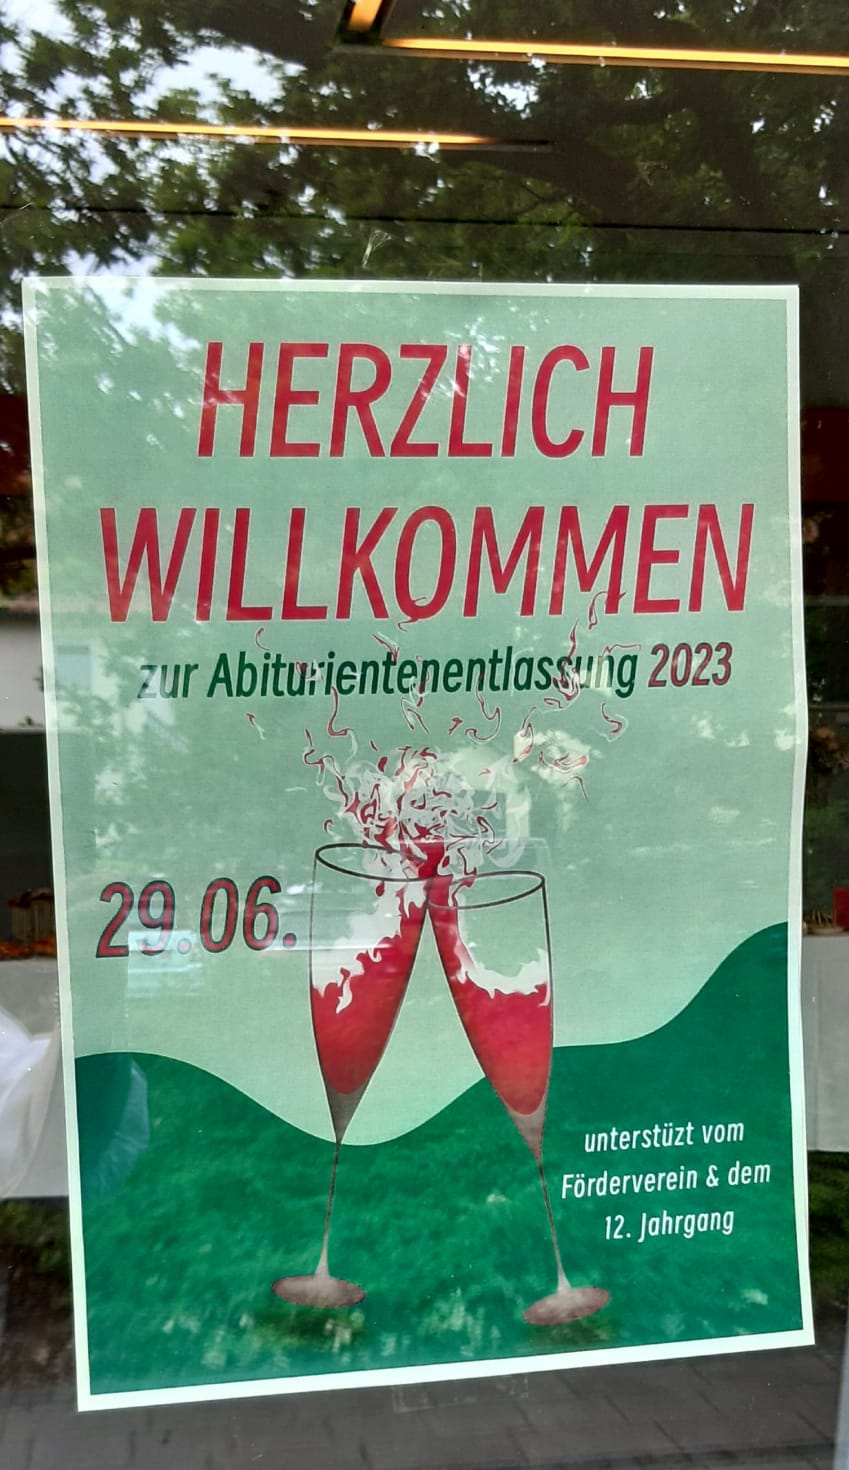 HERZLICH
WILLKOMMEN
zur Abiturientenentlassung 2023
29.06.
unterstüzt vom
Förderverein & dem
12. Jahrgang